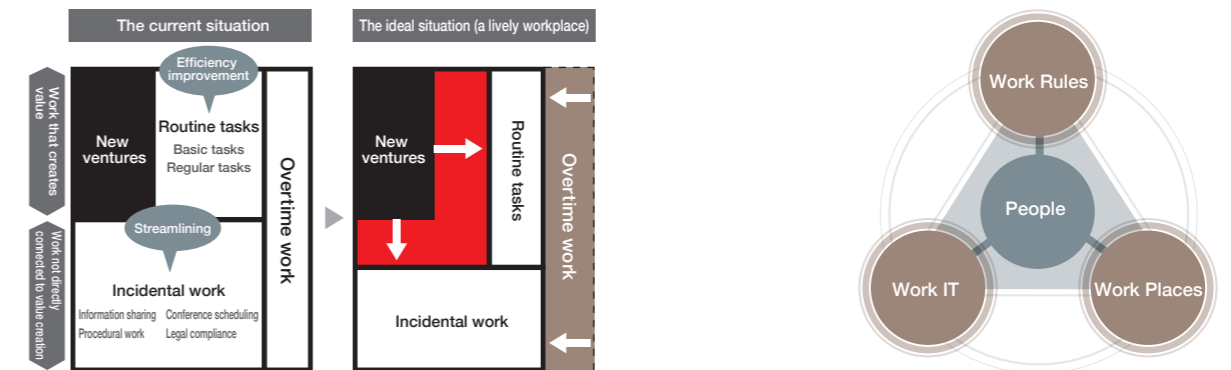 The current situation
The ideal situation (a lively workplace)
Work that creates
value
Work not directly
connected to value creation
Efficiency
improvement
New
ventures
Routine tasks
Basic tasks
Regular tasks
Overtime work
Streamlining
Incidental work
Information sharing
Conference scheduling
Procedural work
Legal compliance
New
ventures
Routine tasks
Overtime work
Incidental work
Work Rules
People
Work IT
Work Places